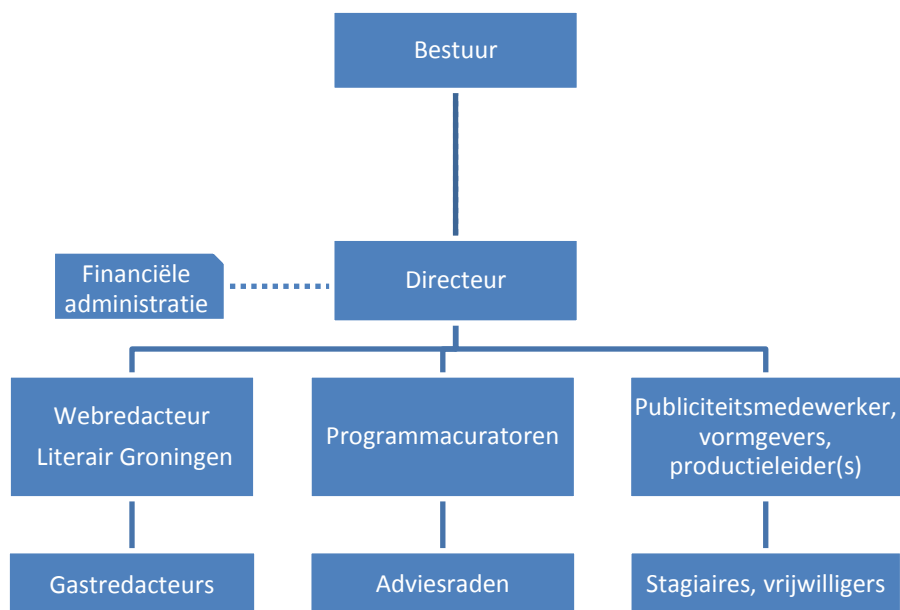 Bestuur
Financiële
administratie
Directeur
Webredacteur
Literair Groningen
Programmacuratoren
Publiciteitsmedewerker,
vormgevers,
productieleider(s)
Gastredacteurs
Adviesraden
Stagiaires, vrijwilligers